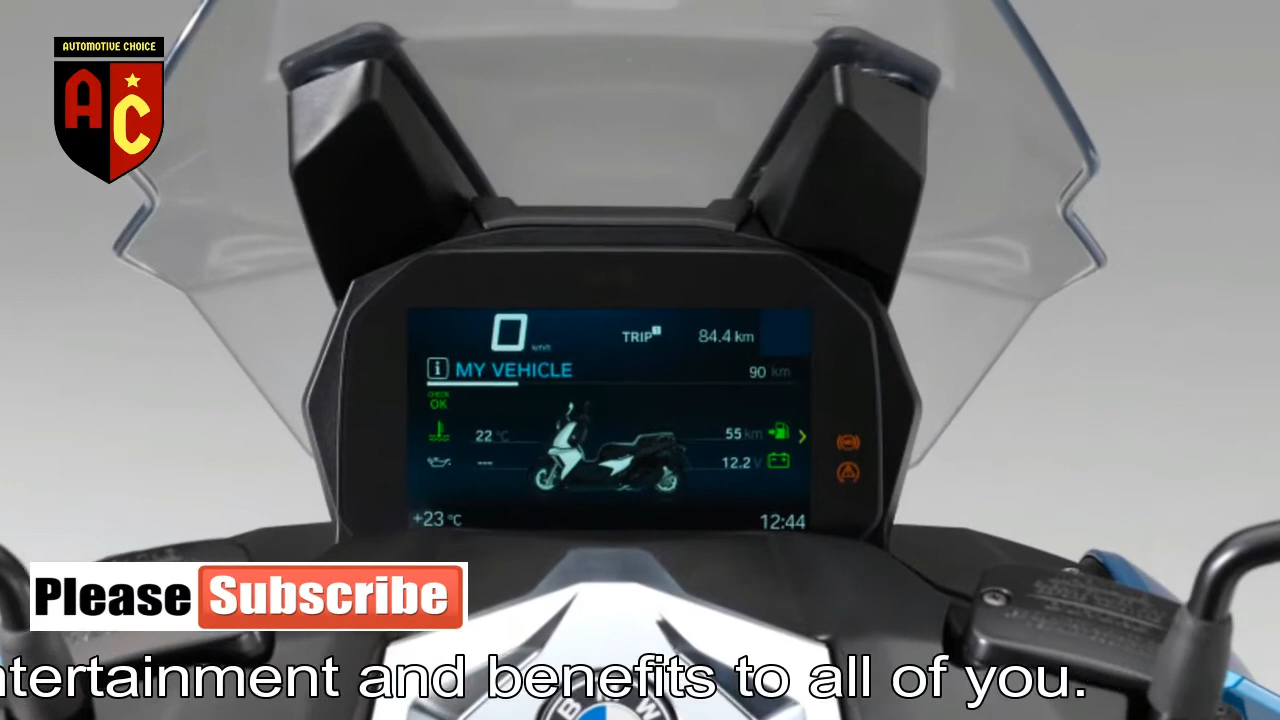 AUTOMOTIVE CHOICE
A C
0 km/h
TRIP 1 84.4 km
i MY VEHICLE 90 km
CHECK
OK
22 °C 55 km
--- 12.2 V
+23 °C 12:44
Please Subscribe
ntertainment and benefits to all of you.
B M W